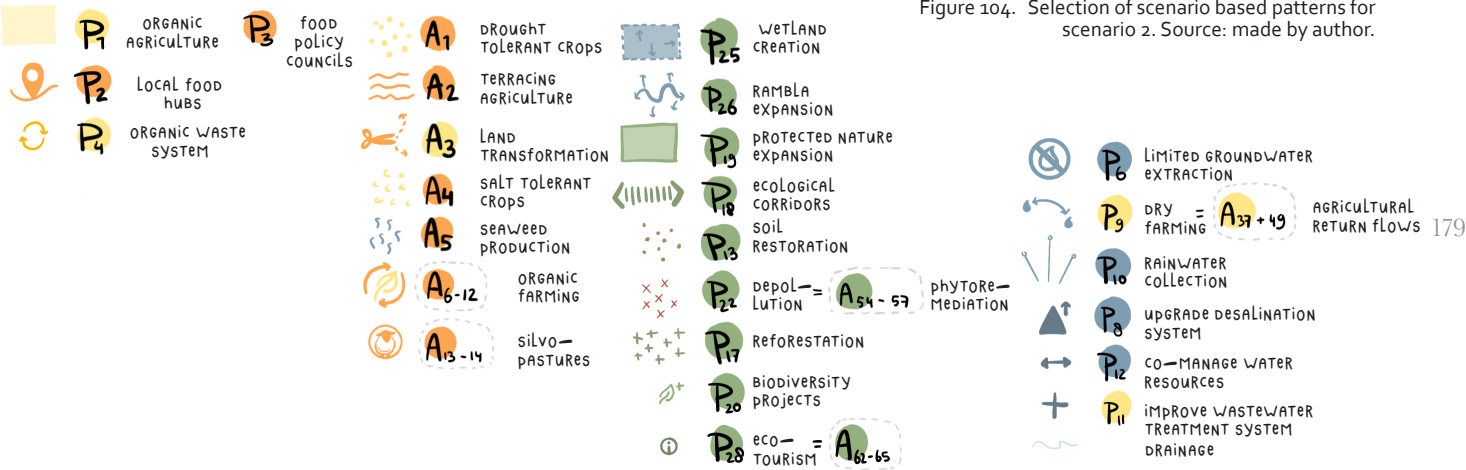 Figure 104. Selection of scenario based patterns for
scenario 2. Source: made by author.
P1 ORGANIC
AGRICULTURE
P3 FOOD
POLICY
COUNCILS
P2 LOCAL FOOD
HUBS
P4 ORGANIC WASTE
SYSTEM
A1 DROUGHT
TOLERANT CROPS
A2 TERRACING
AGRICULTURE
A3 LAND
TRANSFORMATION
A4 SALT TOLERANT
CROPS
A5 SEAWEED
PRODUCTION
A6-12 ORGANIC
FARMING
A13-14 SILVO-
PASTURES
P25 WETLAND
CREATION
P26 RAMBLA
EXPANSION
P19 PROTECTED NATURE
EXPANSION
P18 ECOLOGICAL
CORRIDORS
P13 SOIL
RESTORATION
P22 DEPOL-
LUTION = A54-57 PHYTORE-
MEDIATION
P17 REFORESTATION
P20 BIODIVERSITY
PROJECTS
P28 ECO-
TOURISM = A62-65
P6 LIMITED GROUNDWATER
EXTRACTION
P9 DRY
FARMING = A37+49 AGRICULTURAL
RETURN FLOWS
P10 RAINWATER
COLLECTION
P8 UPGRADE DESALINATION
SYSTEM
P12 CO-MANAGE WATER
RESOURCES
P11 IMPROVE WASTEWATER
TREATMENT SYSTEM
DRAINAGE
179